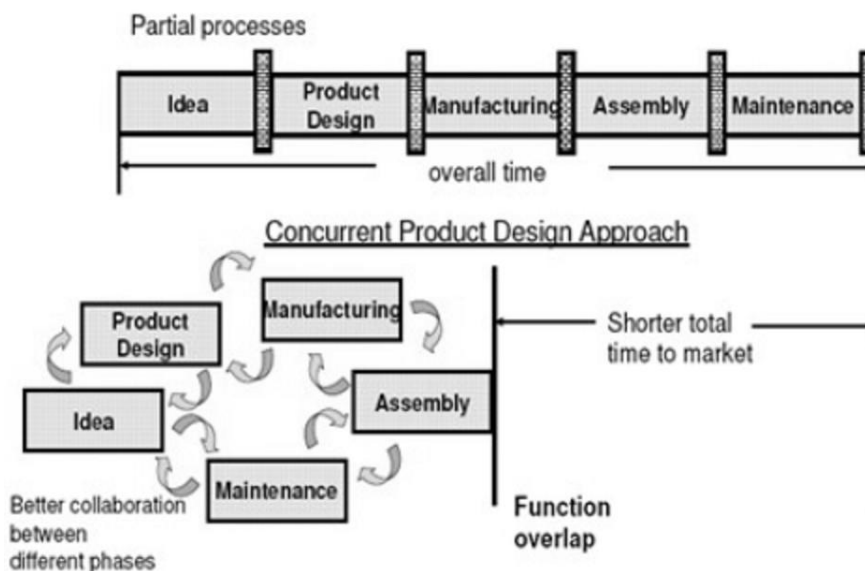 Partial processes
Idea
Product
Design
Manufacturing
Assembly
Maintenance
overall time
Concurrent Product Design Approach
Product
Design
Manufacturing
Shorter total
time to market
Idea
Assembly
Maintenance
Better collaboration
between
different phases
Function
overlap